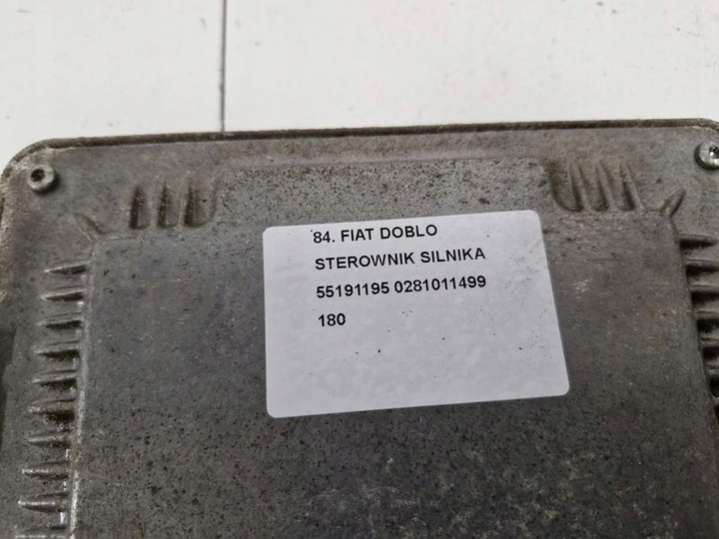 84. FIAT DOBLO
STEROWNIK SILNIKA
55191195 0281011499
180